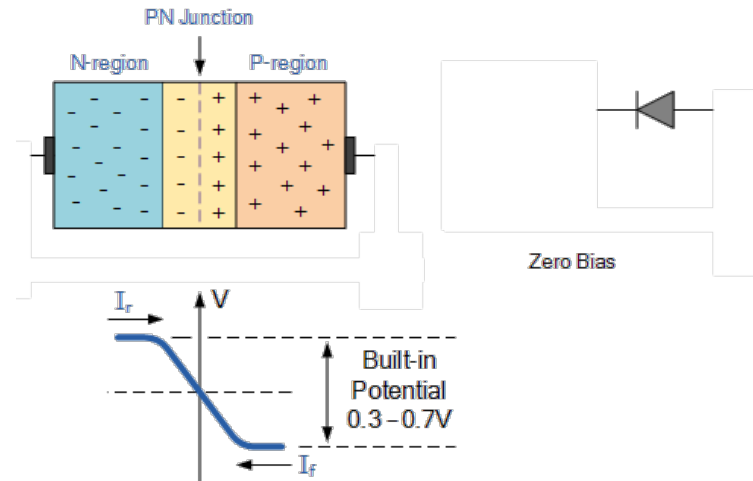 PN Junction
N-region
P-region
Zero Bias
Ir
V
Built-in
Potential
0.3 – 0.7V
If